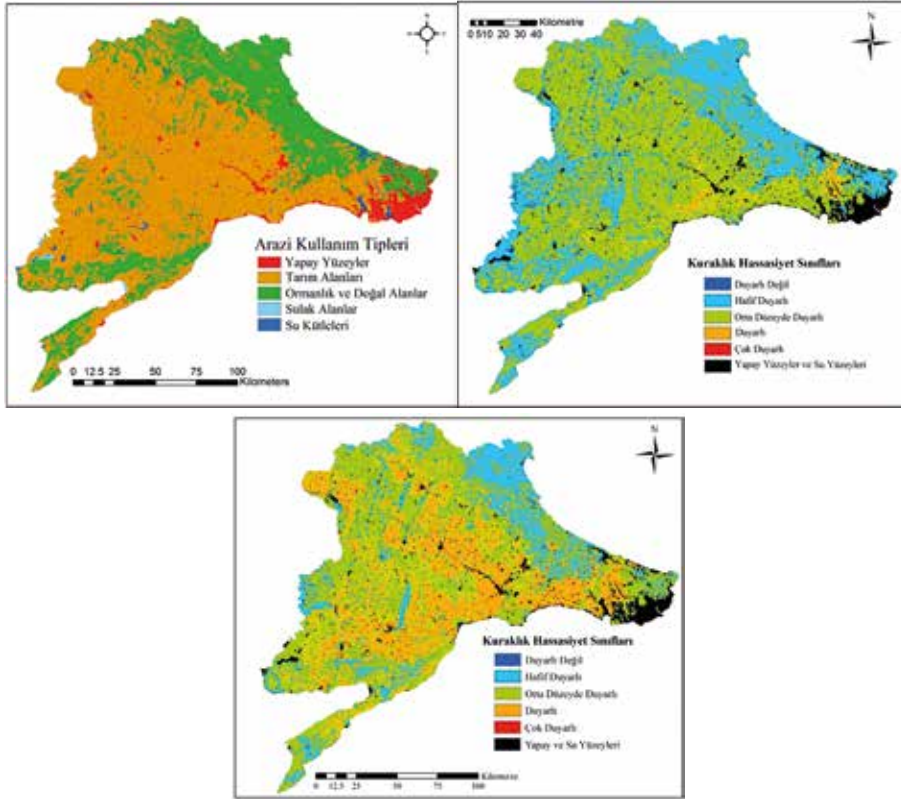 Arazi Kullanım Tipleri
Yapay Yüzeyler
Tarım Alanları
Ormanlık ve Doğal Alanlar
Sulak Alanlar
Su Kütleleri
0 12.5 25 50 75 100
Kilometers
N
Kilometre
0 510 20 30 40
N
Kuraklık Hassasiyet Sınıfları
Duyarlı Değil
Hafif Duyarlı
Orta Düzeyde Duyarlı
Duyarlı
Çok Duyarlı
Yapay Yüzeyler ve Su Yüzeyleri
N
Kuraklık Hassasiyet Sınıfları
Duyarlı Değil
Hafif Duyarlı
Orta Düzeyde Duyarlı
Duyarlı
Çok Duyarlı
Yapay ve Su Yüzeyleri
Kilometre
0 12.5 25 50 75 100